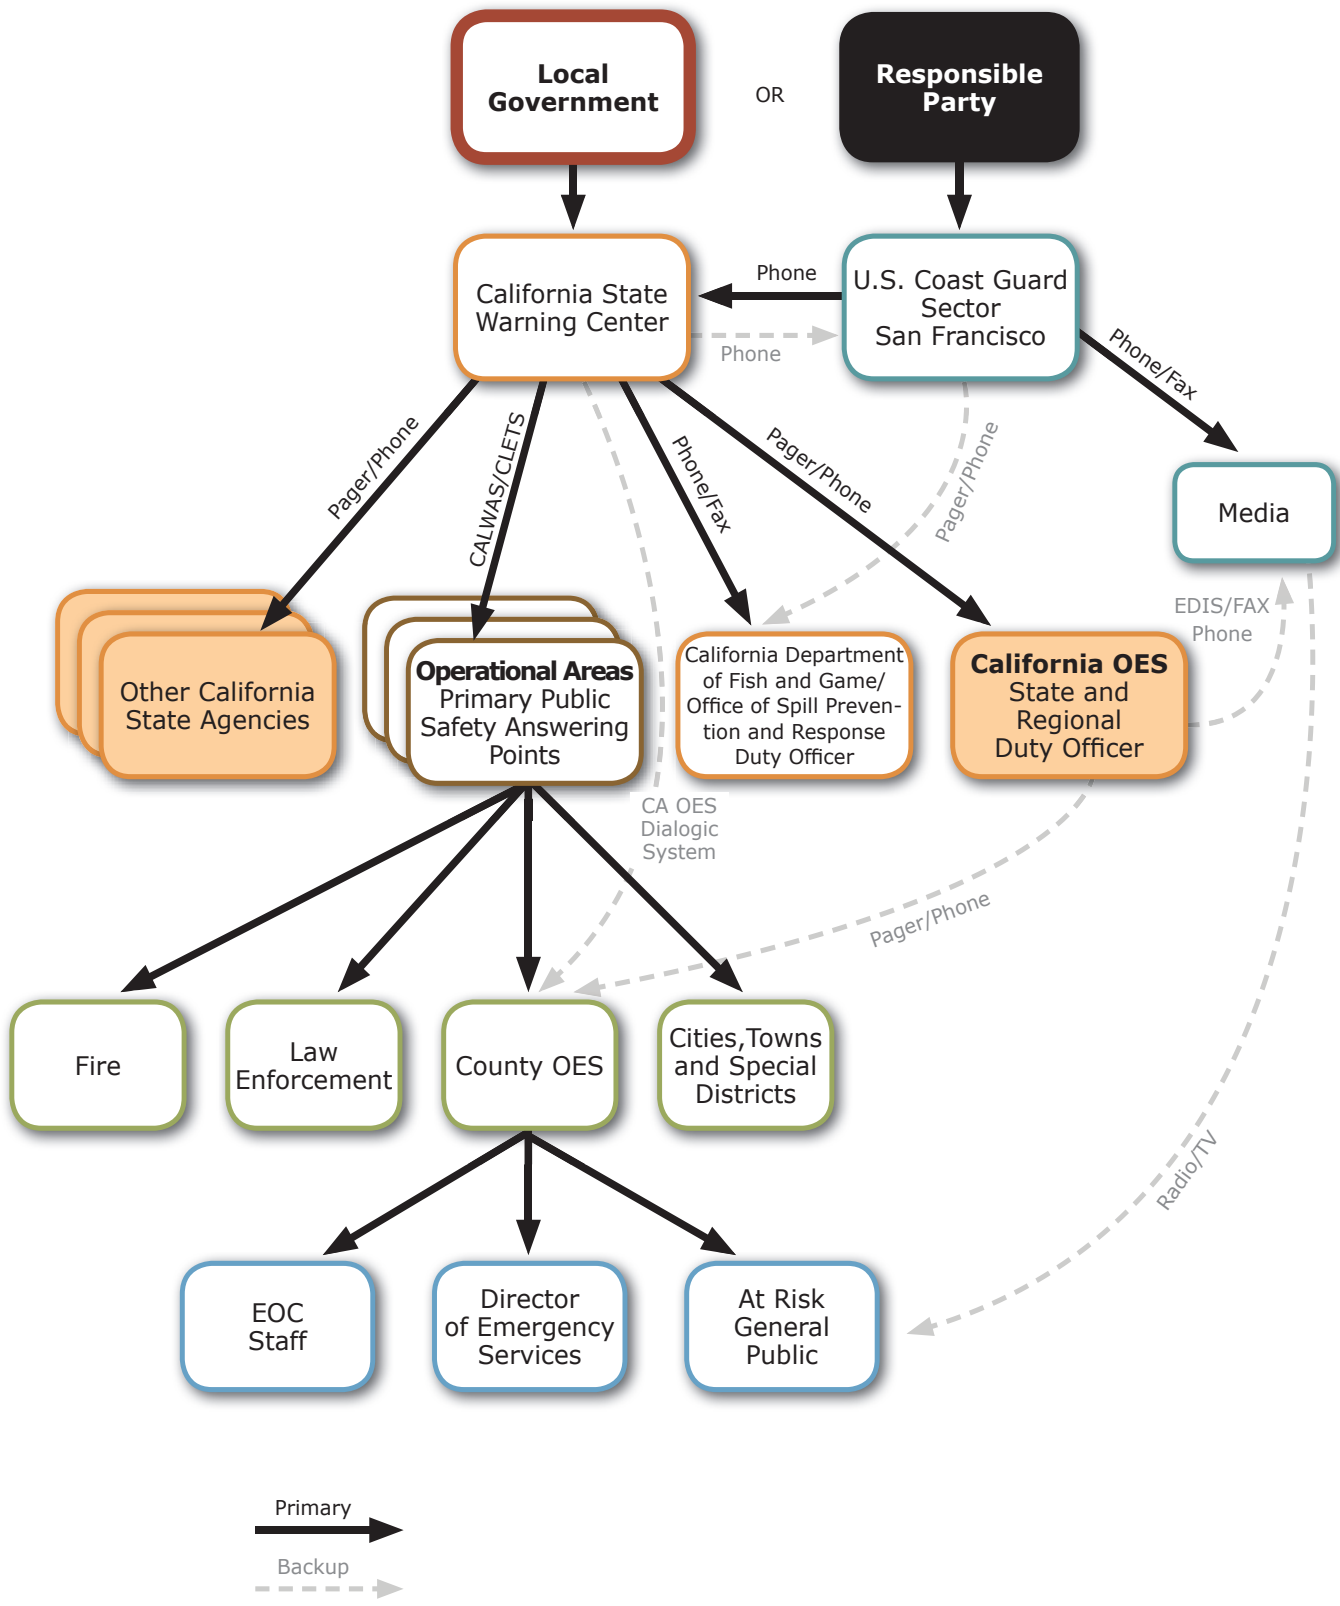 Local
Government
OR
Responsible
Party
California State
Warning Center
Phone
Phone
U.S. Coast Guard
Sector
San Francisco
Phone/Fax
Pager/Phone
CALWAS/CLETS
Phone/Fax
Pager/Phone
Pager/Phone
Media
EDIS/FAX
Phone
Other California
State Agencies
Operational Areas
Primary Public
Safety Answering
Points
California Department
of Fish and Game/
Office of Spill Preven-
tion and Response
Duty Officer
California OES
State and
Regional
Duty Officer
CA OES
Dialogic
System
Pager/Phone
Fire
Law
Enforcement
County OES
Cities,Towns
and Special
Districts
Radio/TV
EOC
Staff
Director
of Emergency
Services
At Risk
General
Public
Primary
Backup